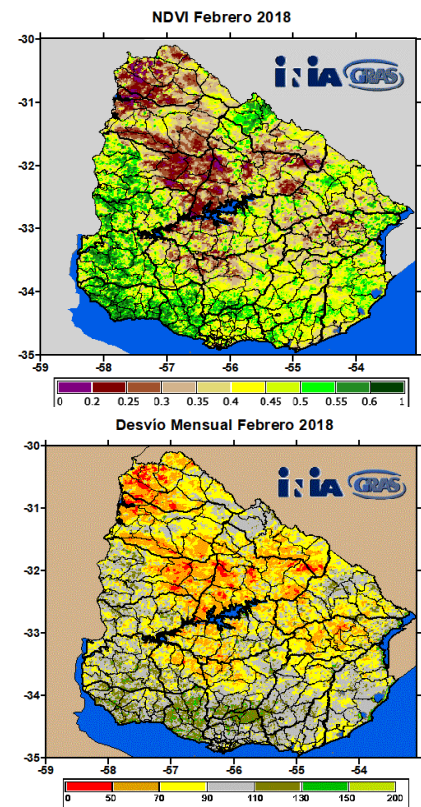 NDVI Febrero 2018
-30
iNiA GRAS
-31
-32
-33
-34
-35
-59 -58 -57 -56 -55 -54
0 0.2 0.25 0.3 0.35 0.4 0.45 0.5 0.55 0.6 1
Desvío Mensual Febrero 2018
-30
iNiA GRAS
-31
-32
-33
-34
-35
-59 -58 -57 -56 -55 -54
0 50 70 90 110 130 150 200